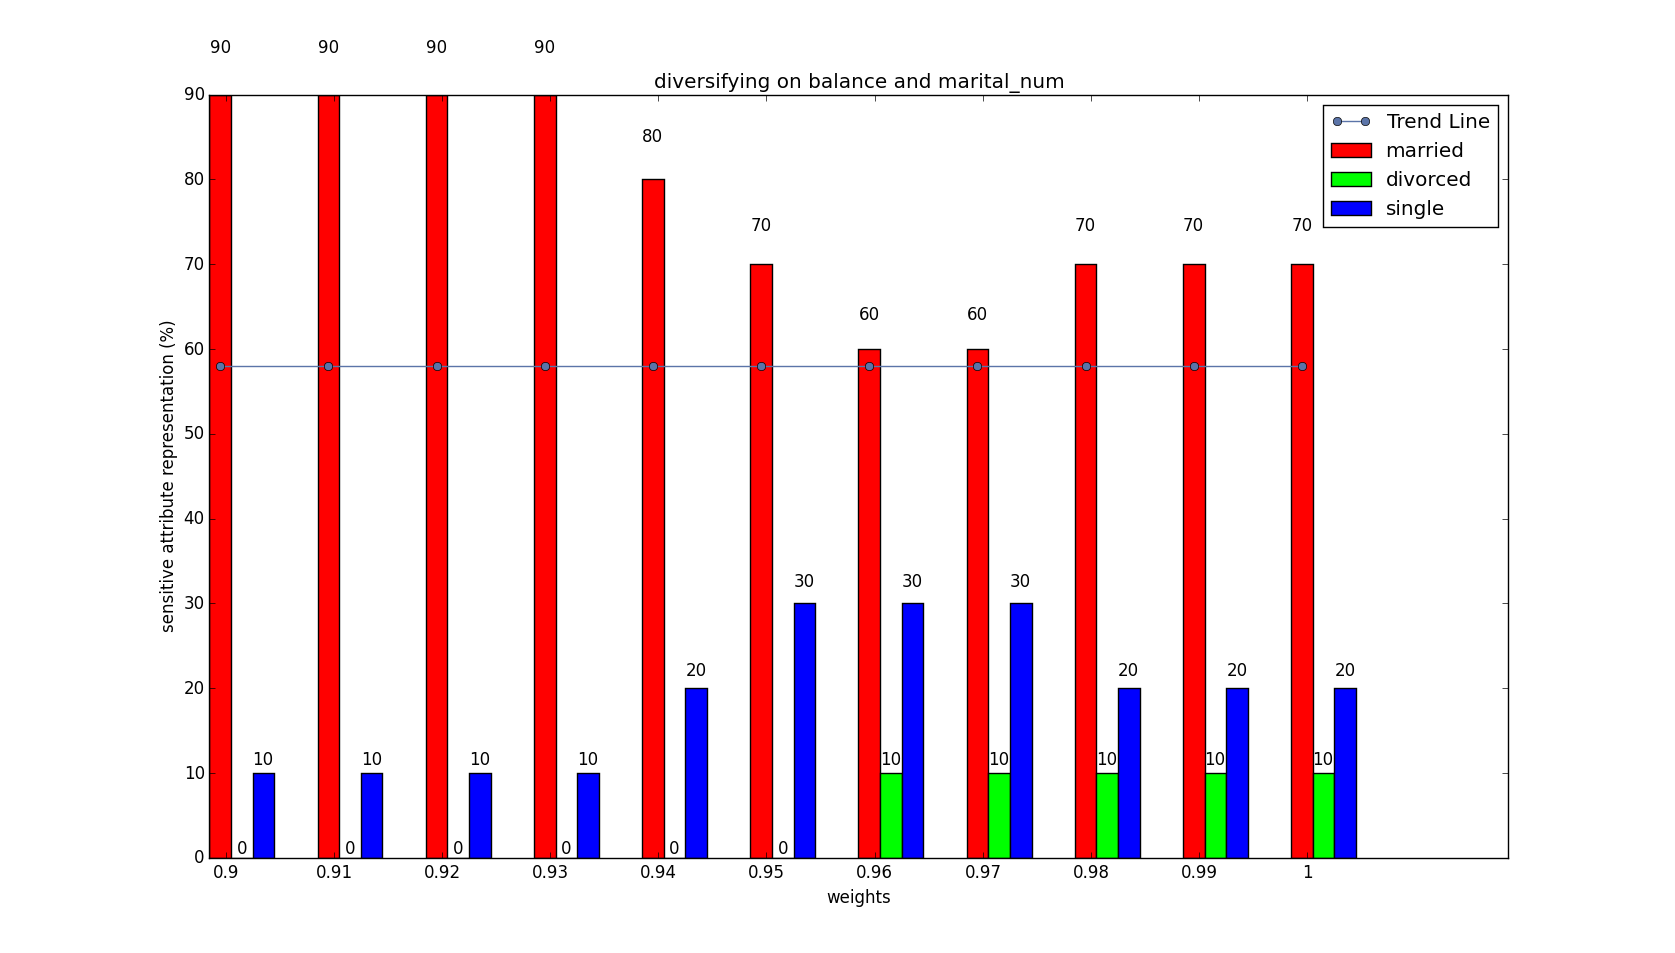 90 90 90 90
diversifying on balance and marital_num
90
Trend Line
married
divorced
single
80
80
70 70 70 70
70
60 60
60
50
40
sensitive attribute representation (%)
30 30 30
30
20 20 20 20
20
10 10 10 10 10 10 10 10 10
10
0 0 0 0 0 0
0
0.9 0.91 0.92 0.93 0.94 0.95 0.96 0.97 0.98 0.99 1
weights